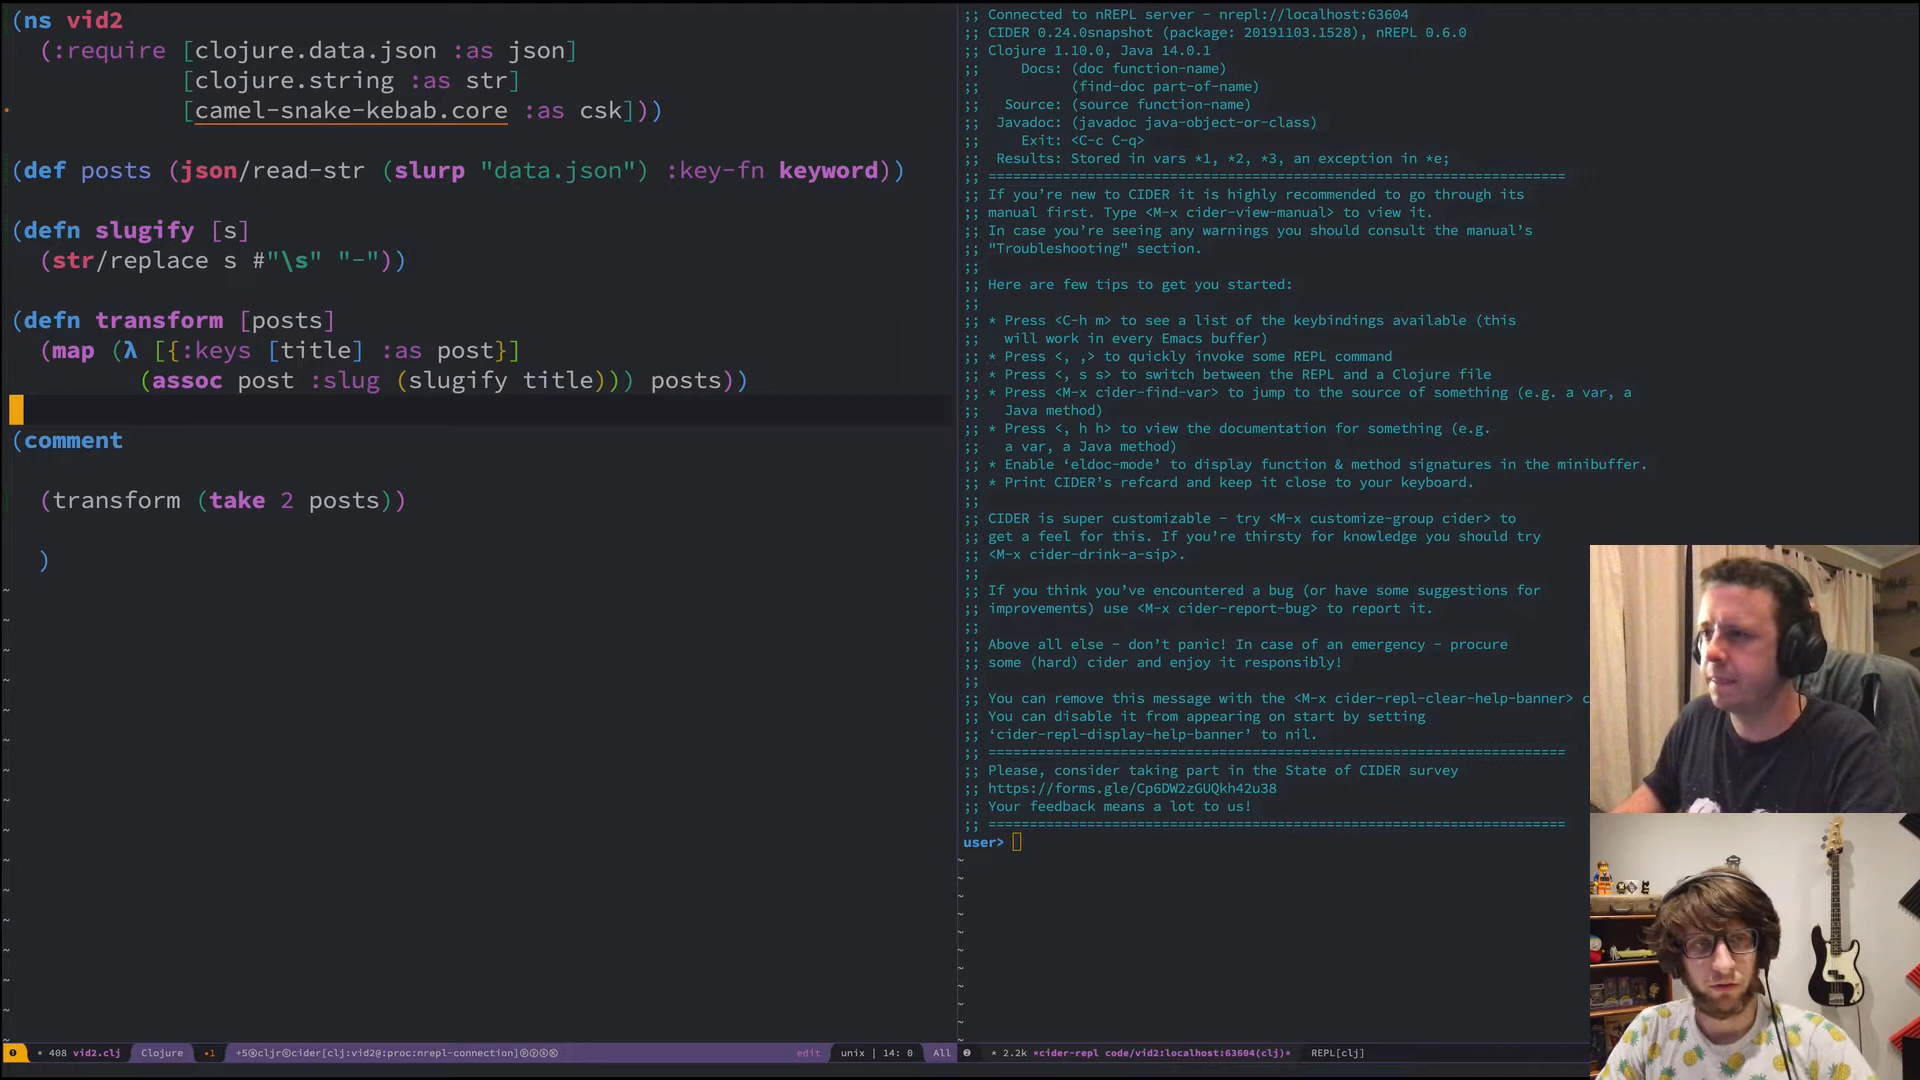 (ns vid2
(:require [clojure.data.json :as json]
[clojure.string :as str]
[camel-snake-kebab.core :as csk]))
(def posts (json/read-str (slurp "data.json") :key-fn keyword))
(defn slugify [s]
(str/replace s #"\s" "-"))
(defn transform [posts]
(map (λ [{:keys [title] :as post}]
(assoc post :slug (slugify title))) posts))
(comment
(transform (take 2 posts))
)
* 408 vid2.clj Clojure •1 unix | 14: 0 All
edit
;; Connected to nREPL server - nrepl://localhost:63604
;; CIDER 0.24.0snapshot (package: 20191103.1528), nREPL 0.6.0
;; Clojure 1.10.0, Java 14.0.1
;; Docs: (doc function-name)
;; (find-doc part-of-name)
;; Source: (source function-name)
;; Javadoc: (javadoc java-object-or-class)
;; Exit: <C-c C-q>
;; Results: Stored in vars *1, *2, *3, an exception in *e;
;; ======================================================================
;; If you’re new to CIDER it is highly recommended to go through its
;; manual first. Type <M-x cider-view-manual> to view it.
;; In case you’re seeing any warnings you should consult the manual’s
;; "Troubleshooting" section.
;;
;; Here are few tips to get you started:
;;
;; * Press <C-h m> to see a list of the keybindings available (this
;; will work in every Emacs buffer)
;; * Press <, ,> to quickly invoke some REPL command
;; * Press <, s s> to switch between the REPL and a Clojure file
;; * Press <M-x cider-find-var> to jump to the source of something (e.g. a var, a
;; Java method)
;; * Press <, h h> to view the documentation for something (e.g.
;; a var, a Java method)
;; * Enable ‘eldoc-mode’ to display function & method signatures in the minibuffer.
;; * Print CIDER’s refcard and keep it close to your keyboard.
;;
;; CIDER is super customizable - try <M-x customize-group cider> to
;; get a feel for this. If you’re thirsty for knowledge you should try
;; <M-x cider-drink-a-sip>.
;;
;; If you think you’ve encountered a bug (or have some suggestions for
;; improvements) use <M-x cider-report-bug> to report it.
;;
;; Above all else - don’t panic! In case of an emergency - procure
;; some (hard) cider and enjoy it responsibly!
;;
;; You can remove this message with the <M-x cider-repl-clear-help-banner> c
;; You can disable it from appearing on start by setting
;; ‘cider-repl-display-help-banner’ to nil.
;; ======================================================================
;; Please, consider taking part in the State of CIDER survey
;; https://forms.gle/Cp6DW2zGUQkh42u38
;; Your feedback means a lot to us!
;; ======================================================================
user>
* 2.2k *cider-repl code/vid2:localhost:63604(clj)* REPL[clj]